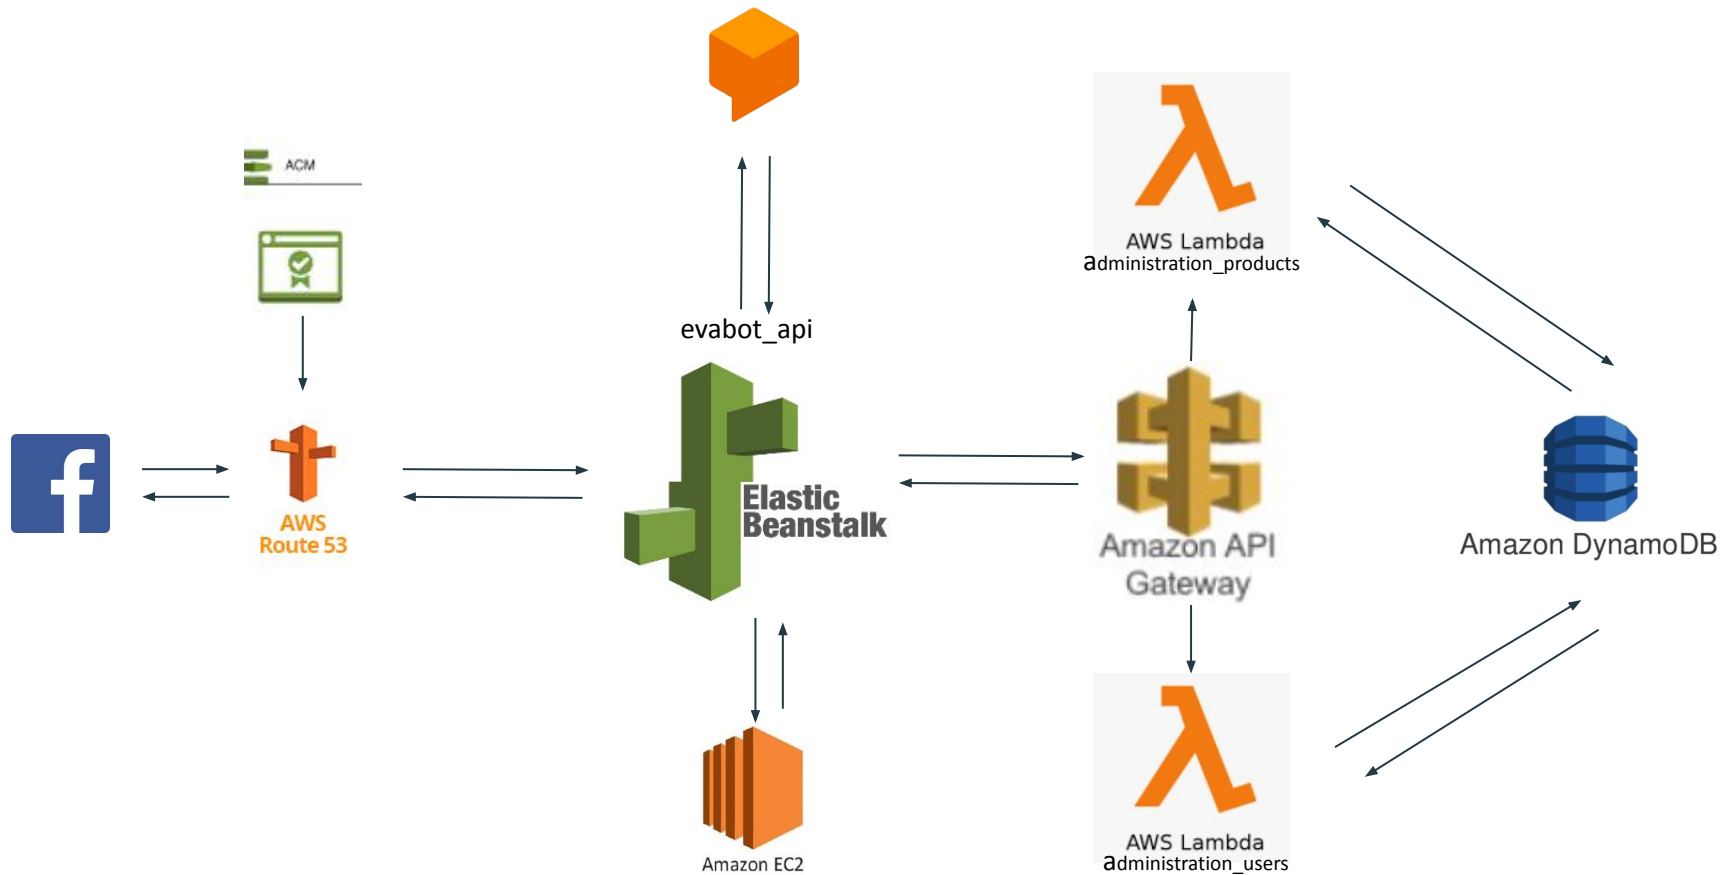 ACM
AWS
Route 53
evabot_api
Elastic
Beanstalk
Amazon EC2
AWS Lambda
administration_products
Amazon API
Gateway
AWS Lambda
administration_users
Amazon DynamoDB